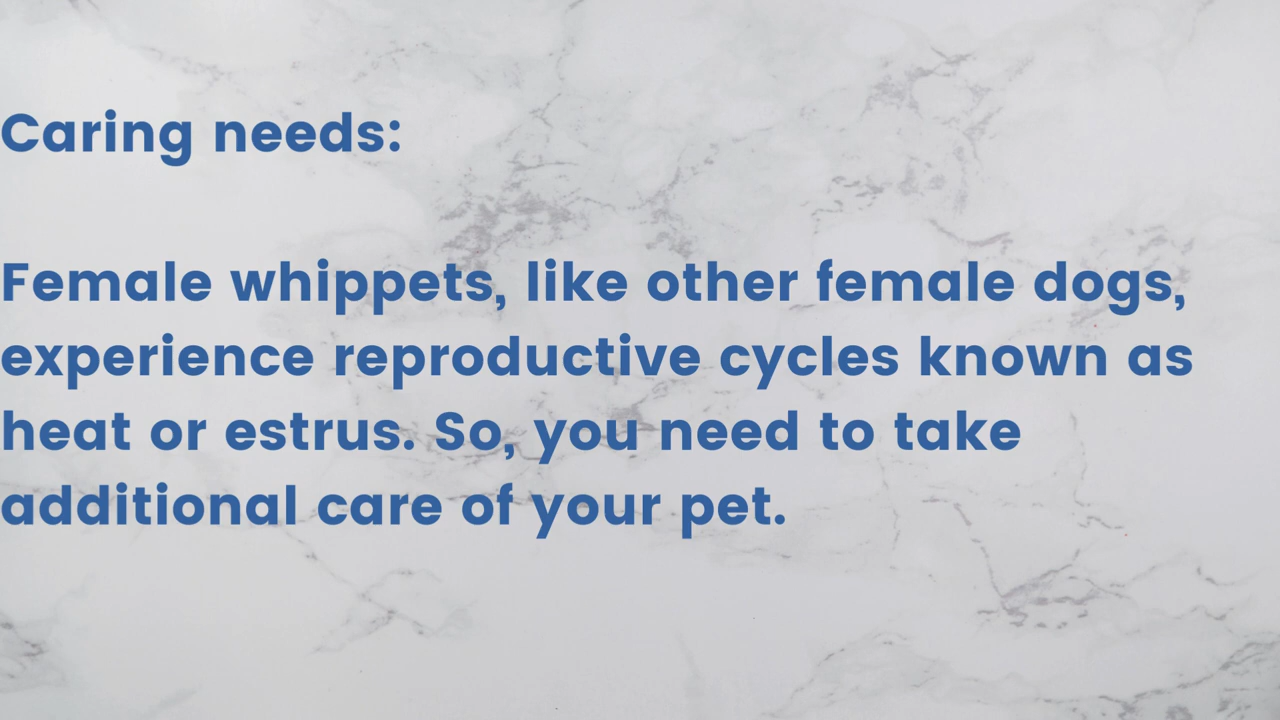 Caring needs:
Female whippets, like other female dogs,
experience reproductive cycles known as
heat or estrus. So, you need to take
additional care of your pet.